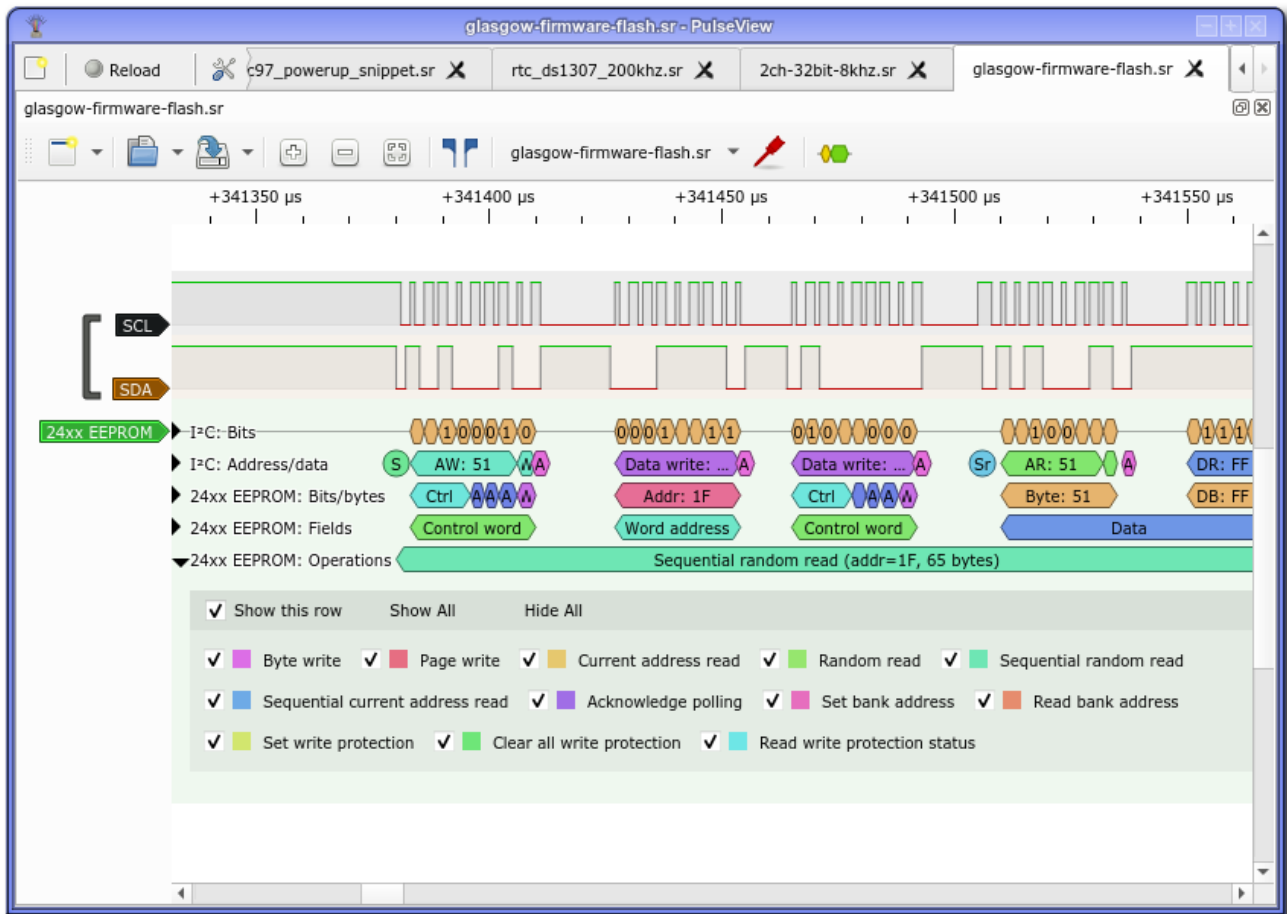 glasgow-firmware-flash.sr - PulseView
Reload c97_powerup_snippet.sr rtc_ds1307_200khz.sr 2ch-32bit-8khz.sr glasgow-firmware-flash.sr
glasgow-firmware-flash.sr
glasgow-firmware-flash.sr
+341350 µs +341400 µs +341450 µs +341500 µs +341550 µs
SCL
SDA
24xx EEPROM I²C: Bits 1 0 0 0 1 0 0 0 0 1 1 1 0 1 0 0 0 0 1 0 0 1 1 1
I²C: Address/data S AW: 51 A Data write: ... A Data write: ... A Sr AR: 51 A DR: FF
24xx EEPROM: Bits/bytes Ctrl A A A Addr: 1F Ctrl A A Byte: 51 DB: FF
24xx EEPROM: Fields Control word Word address Control word Data
24xx EEPROM: Operations Sequential random read (addr=1F, 65 bytes)
Show this row Show All Hide All
Byte write Page write Current address read Random read Sequential random read
Sequential current address read Acknowledge polling Set bank address Read bank address
Set write protection Clear all write protection Read write protection status